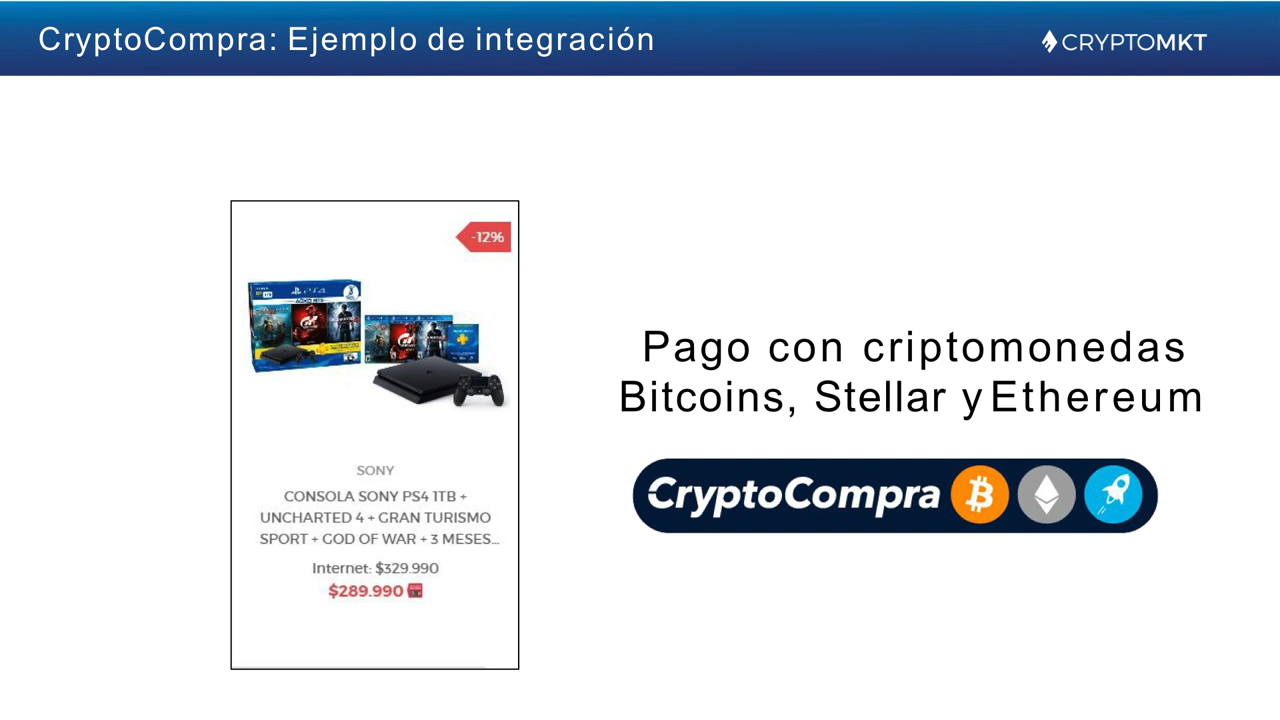 CryptoCompra: Ejemplo de integración
CRYPTOMKT
-12%
PS4
SONY
CONSOLA SONY PS4 1TB +
UNCHARTED 4 + GRAN TURISMO
SPORT + GOD OF WAR + 3 MESES...
Internet: $329.990
$289.990
Pago con criptomonedas
Bitcoins, Stellar y Ethereum
CryptoCompra